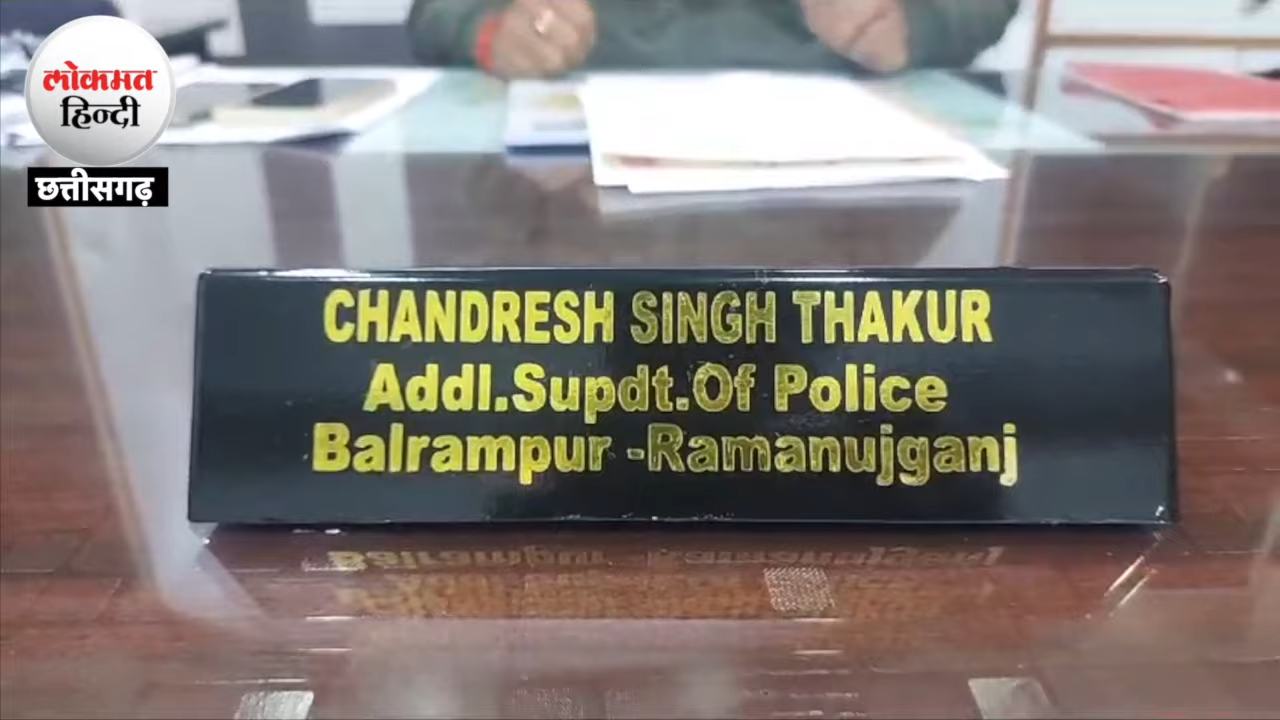 लोकमत
हिन्दी
छत्तीसगढ़
CHANDRESH SINGH THAKUR
Addl.Supdt.Of Police
Balrampur -Ramanujganj